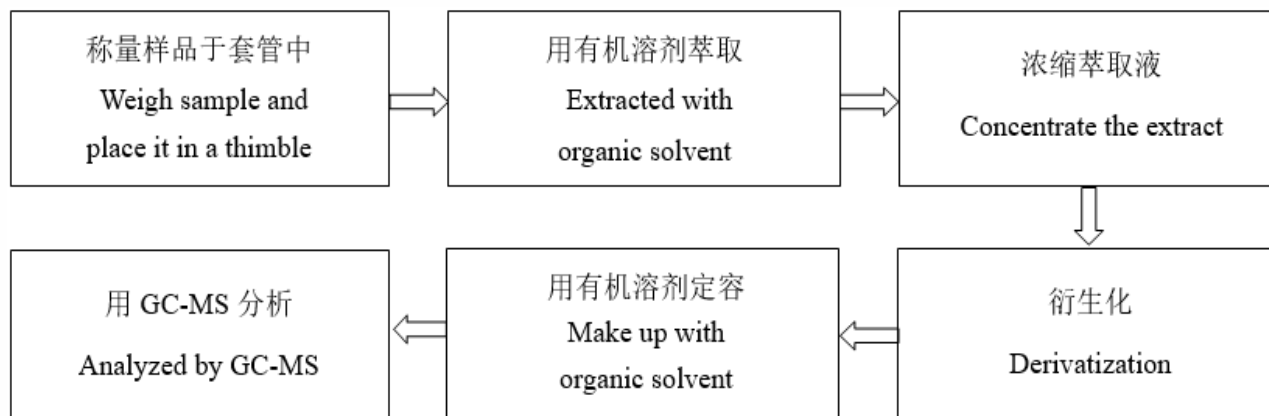 称量样品于套管中
Weigh sample and
place it in a thimble
用有机溶剂萃取
Extracted with
organic solvent
浓缩萃取液
Concentrate the extract
衍生化
Derivatization
用有机溶剂定容
Make up with
organic solvent
用 GC-MS 分析
Analyzed by GC-MS